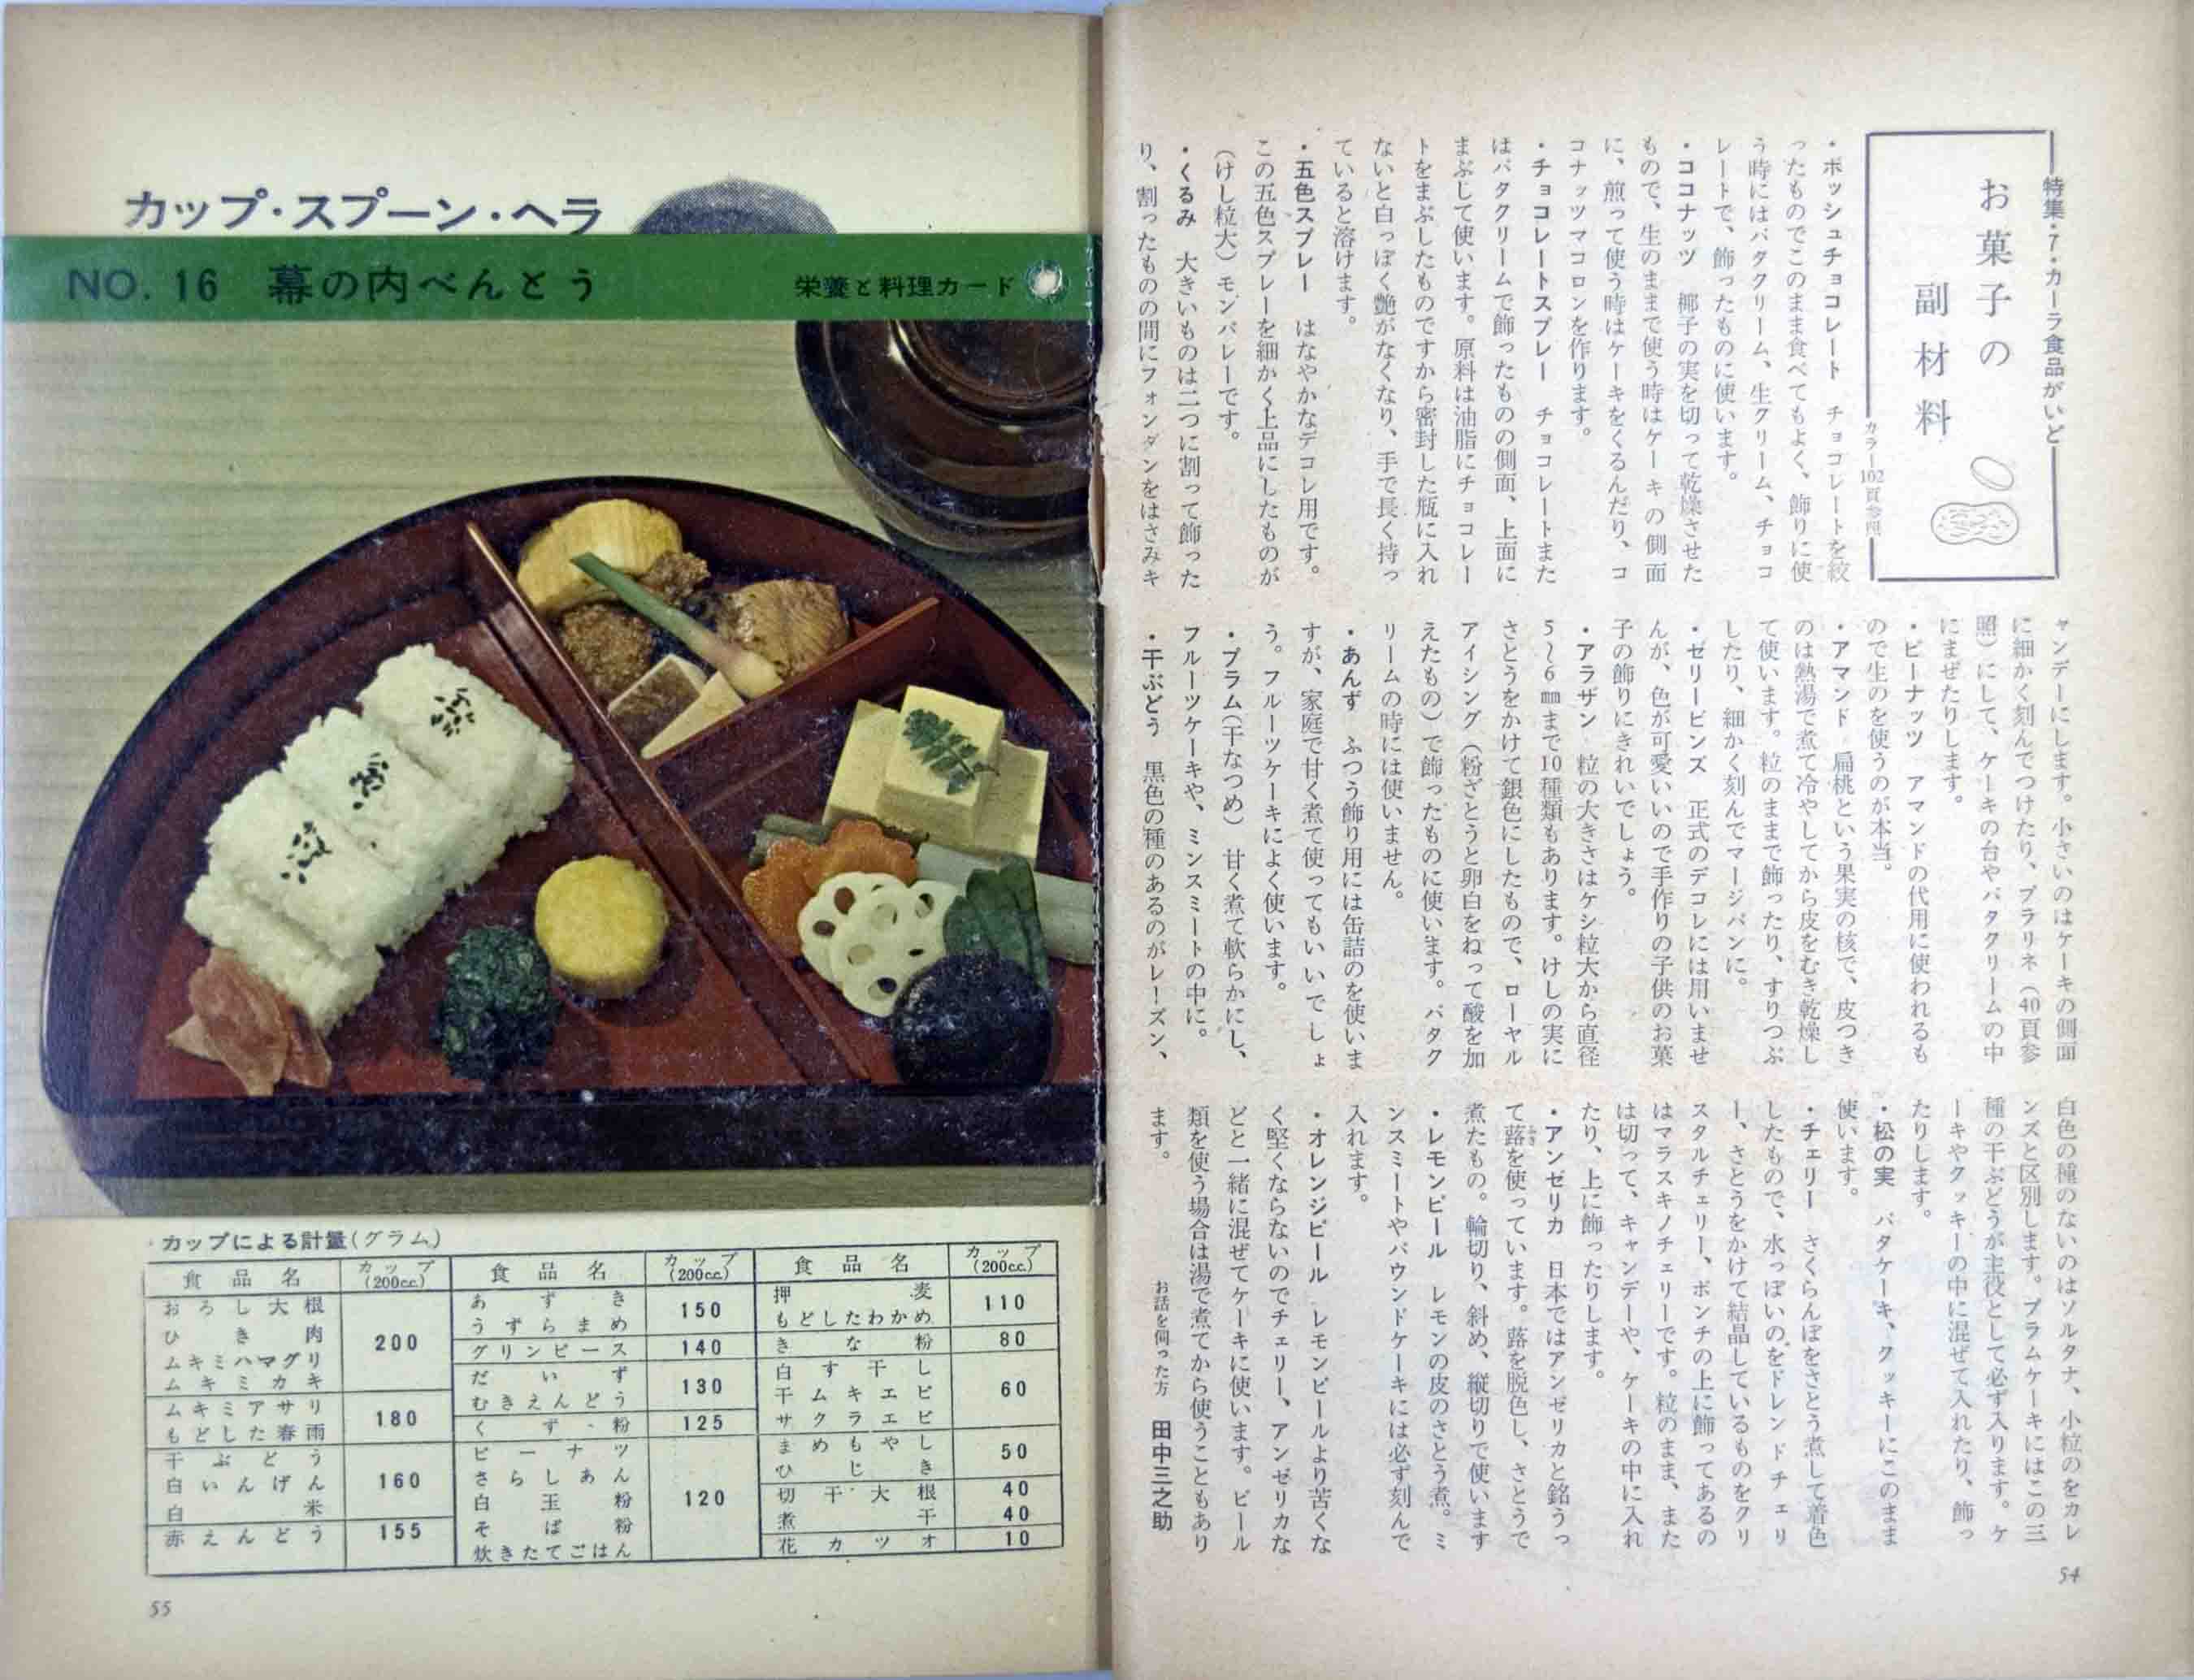 特集・7・カーラ食品がいど
お菓子の
副材料
カラー102頁参照
・ポッシュチョコレート　チョコレートを絞
ったものでこのまま食べてもよく、飾りに使
う時にはバタクリーム、生クリーム、チョコ
レートで、飾ったものに使います。
・ココナッツ　椰子の実を切って乾燥させた
もので、生のままで使う時はケーキの側面
に、煎って使う時はケーキをくるんだり、コ
コナッツマコロンを作ります。
・チョコレートスプレー　チョコレートまた
はバタクリームで飾ったものの側面、上面に
まぶして使います。原料は油脂にチョコレー
トをまぶしたものですから密封した瓶に入れ
ないと白っぽく艶がなくなり、手で長く持っ
ていると溶けます。
・五色スプレー　はなやかなデコレ用です。
この五色スプレーを細かく上品にしたものが
（けし粒大）モンパレーです。
・くるみ　大きいものは二つに割って飾った
り、割ったものの間にフォンダンをはさみキ
ャンデーにします。小さいのはケーキの側面
に細かく刻んでつけたり、プラリネ（40頁参
照）にして、ケーキの台やバタクリームの中
にまぜたりします。
・ピーナッツ　アマンドの代用に使われるも
ので生のを使うのが本当。
・アマンド　扁桃という果実の核で、皮つき
のは熱湯で煮て冷やしてから皮をむき乾燥し
て使います。粒のままで飾ったり、すりつぶ
したり、細かく刻んでマージパンに。
・ゼリービンズ　正式のデコレには用いませ
んが、色が可愛いいので手作りの子供のお菓
子の飾りにきれいでしょう。
・アラザン　粒の大きさはケシ粒大から直径
5〜6㎜まで10種類もあります。けしの実に
さとうをかけて銀色にしたもので、ローヤル
アイシング（粉ざとうと卵白をねって酸を加
えたもの）で飾ったものに使います。バタク
リームの時には使いません。
・あんず　ふつう飾り用には缶詰のを使いま
すが、家庭で甘く煮て使ってもいいでしょ
う。フルーツケーキによく使います。
・プラム（干なつめ）　甘く煮て軟らかにし、
フルーツケーキや、ミンスミートの中に。
・干ぶどう　黒色の種のあるのがレーズン、
白色の種のないのはソルタナ、小粒のをカレ
ンズと区別します。プラムケーキにはこの三
種の干ぶどうが主役として必ず入ります。ケ
ーキやクッキーの中に混ぜて入れたり、飾っ
たりします。
・松の実　バタケーキ、クッキーにこのまま
使います。
・チェリー　さくらんぼをさとう煮して着色
したもので、水っぽいのをドレンドチェリ
ー、さとうをかけて結晶しているものをクリ
スタルチェリー、ポンチの上に飾ってあるの
はマラスキノチェリーです。粒のまま、また
は切って、キャンデーや、ケーキの中に入れ
たり、上に飾ったりします。
・アンゼリカ　日本ではアンゼリカと銘うっ
て蕗を使っています。蕗を脱色し、さとうで
煮たもの。輪切り、斜め、縦切りで使います
・レモンピール　レモンの皮のさとう煮。ミ
ンスミートやパウンドケーキには必ず刻んで
入れます。
・オレンジピール　レモンピールより苦くな
く堅くならないのでチェリー、アンゼリカな
どと一緒に混ぜてケーキに使います。ピール
類を使う場合は湯で煮てから使うこともあり
ます。
お話を伺った方　田中三之助
54
カップ・スプーン・ヘラ
NO. 16　幕の内べんとう　栄養と料理カード
・カップによる計量(グラム)
食品名　カップ(200cc.)　食品名　カップ(200cc.)　食品名　カップ(200cc.)
おろし大根
ひき肉
ムキミハマグリ
ムキミカキ
200
ムキミアサリ
もどした春雨
180
干ぶどう
白いんげん
白米
160
赤えんどう　155
あずき
うずらまめ
150
グリンピース　140
だいず
むきえんどう
130
くず粉　125
ピーナツ
さらしあん
白玉粉
そば粉
炊きたてごはん
120
押麦
もどしたわかめ
110
きな粉　80
白す干し
干ムキエビ
サクラエビ
60
まめもやし
ひじき
50
切干大根　40
煮干　40
花カツオ　10
55